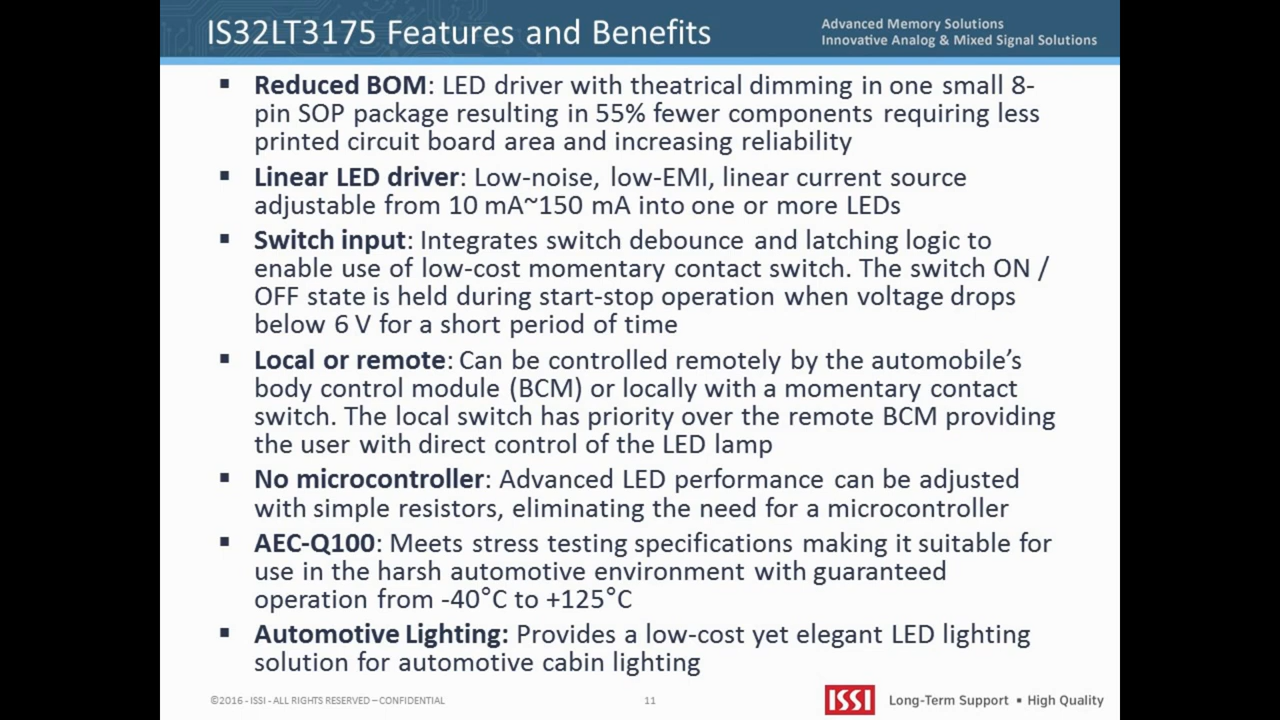 IS32LT3175 Features and Benefits
Advanced Memory Solutions
Innovative Analog & Mixed Signal Solutions
▪ Reduced BOM: LED driver with theatrical dimming in one small 8-
pin SOP package resulting in 55% fewer components requiring less
printed circuit board area and increasing reliability
▪ Linear LED driver: Low-noise, low-EMI, linear current source
adjustable from 10 mA~150 mA into one or more LEDs
▪ Switch input: Integrates switch debounce and latching logic to
enable use of low-cost momentary contact switch. The switch ON /
OFF state is held during start-stop operation when voltage drops
below 6 V for a short period of time
▪ Local or remote: Can be controlled remotely by the automobile’s
body control module (BCM) or locally with a momentary contact
switch. The local switch has priority over the remote BCM providing
the user with direct control of the LED lamp
▪ No microcontroller: Advanced LED performance can be adjusted
with simple resistors, eliminating the need for a microcontroller
▪ AEC-Q100: Meets stress testing specifications making it suitable for
use in the harsh automotive environment with guaranteed
operation from -40°C to +125°C
▪ Automotive Lighting: Provides a low-cost yet elegant LED lighting
solution for automotive cabin lighting
©2016 - ISSI - ALL RIGHTS RESERVED – CONFIDENTIAL
11
ISSI
Long-Term Support ▪ High Quality